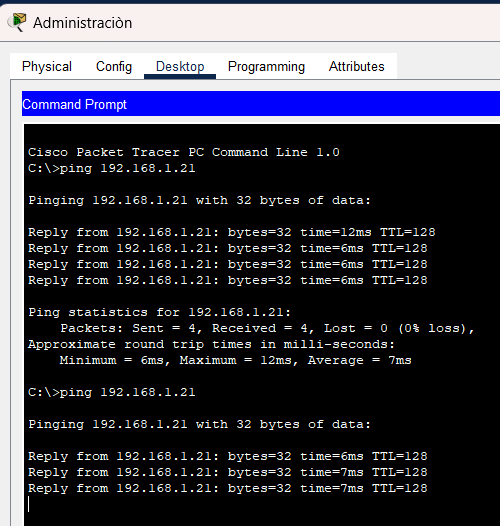 Administraciòn
Physical Config Desktop Programming Attributes
Command Prompt
Cisco Packet Tracer PC Command Line 1.0
C:\>ping 192.168.1.21
Pinging 192.168.1.21 with 32 bytes of data:
Reply from 192.168.1.21: bytes=32 time=12ms TTL=128
Reply from 192.168.1.21: bytes=32 time=6ms TTL=128
Reply from 192.168.1.21: bytes=32 time=6ms TTL=128
Reply from 192.168.1.21: bytes=32 time=6ms TTL=128
Ping statistics for 192.168.1.21:
Packets: Sent = 4, Received = 4, Lost = 0 (0% loss),
Approximate round trip times in milli-seconds:
Minimum = 6ms, Maximum = 12ms, Average = 7ms
C:\>ping 192.168.1.21
Pinging 192.168.1.21 with 32 bytes of data:
Reply from 192.168.1.21: bytes=32 time=6ms TTL=128
Reply from 192.168.1.21: bytes=32 time=7ms TTL=128
Reply from 192.168.1.21: bytes=32 time=7ms TTL=128